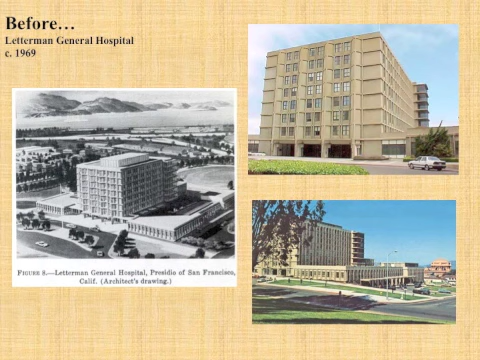 Before…
Letterman General Hospital
c. 1969
FIGURE 8.—Letterman General Hospital, Presidio of San Francisco,
Calif. (Architect's drawing.)